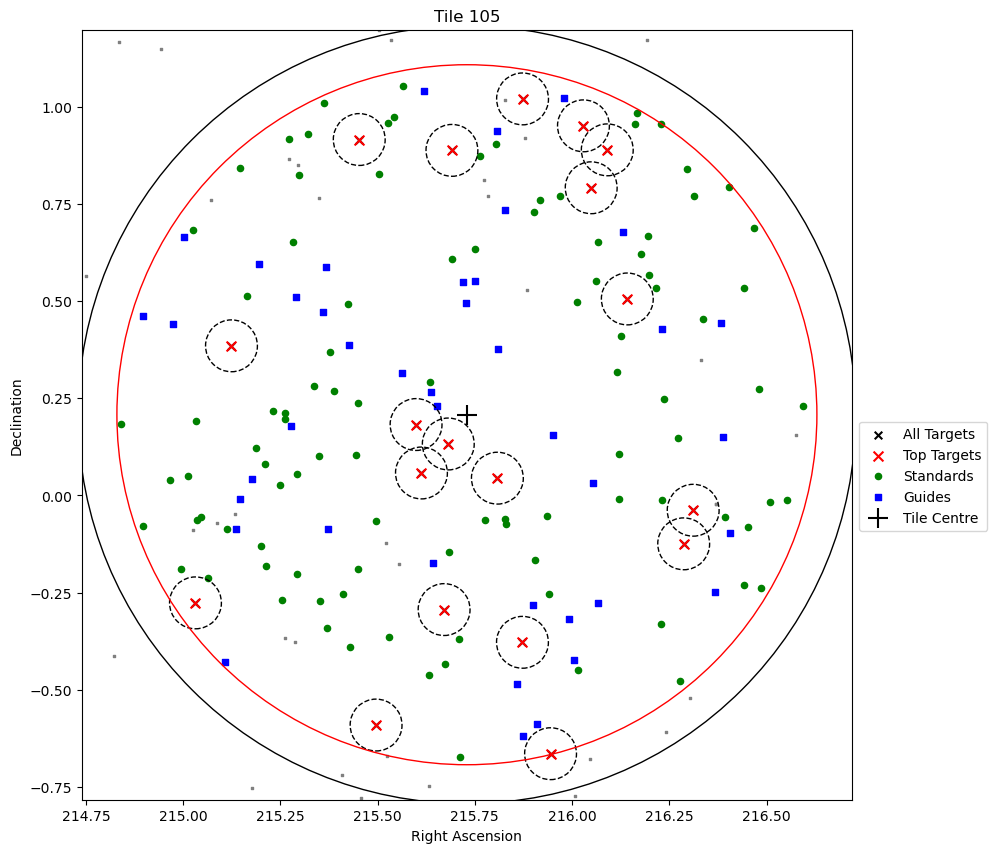 Tile 105
1.00
0.75
0.50
0.25
0.00
−0.25
−0.50
−0.75
Declination
214.75 215.00 215.25 215.50 215.75 216.00 216.25 216.50
Right Ascension
All Targets
Top Targets
Standards
Guides
Tile Centre